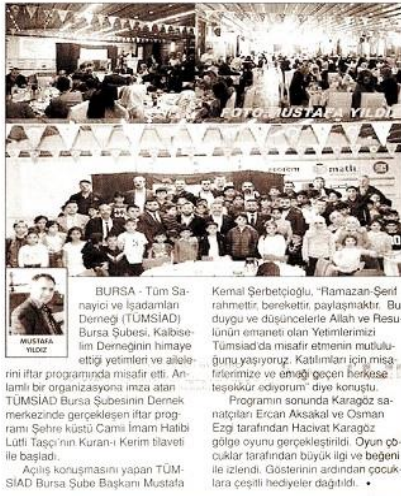 FOTO:MUSTAFA YILDIZ
matlı
MUSTAFA
YILDIZ
BURSA - Tüm Sa-
nayici ve İşadamları
Derneği (TÜMSİAD)
Bursa Şubesi, Kalbise-
lim Derneğinin himaye
ettiği yetimleri ve ailele-
rini iftar programında misafir etti. An-
lamlı bir organizasyona imza atan
TÜMSİAD Bursa Şubesinin Dernek
merkezinde gerçekleşen iftar prog-
ramı Şehre küstü Camii İmam Hatibi
Lütfi Taşçı'nın Kuran-ı Kerim tilaveti
ile başladı.
Açılış konuşmasını yapan TÜM-
SİAD Bursa Şube Başkanı Mustafa
Kemal Şerbetçioğlu, "Ramazan-Şerif
rahmettir, berekettir, paylaşmaktır. Bu
duygu ve düşüncelerle Allah ve Resu-
lünün emaneti olan Yetimlerimizi
Tümsiad'da misafir etmenin mutlulu-
ğunu yaşıyoruz. Katılımları için misa-
firlerimize ve emeği geçen herkese
teşekkür ediyorum" diye konuştu.
Programın sonunda Karagöz sa-
natçıları Ercan Aksakal ve Osman
Ezgi tarafından Hacivat Karagöz
gölge oyunu gerçekleştirildi. Oyun ço-
cuklar tarafından büyük ilgi ve beğeni
ile izlendi. Gösterinin ardından çocuk-
lara çeşitli hediyeler dağıtıldı. •